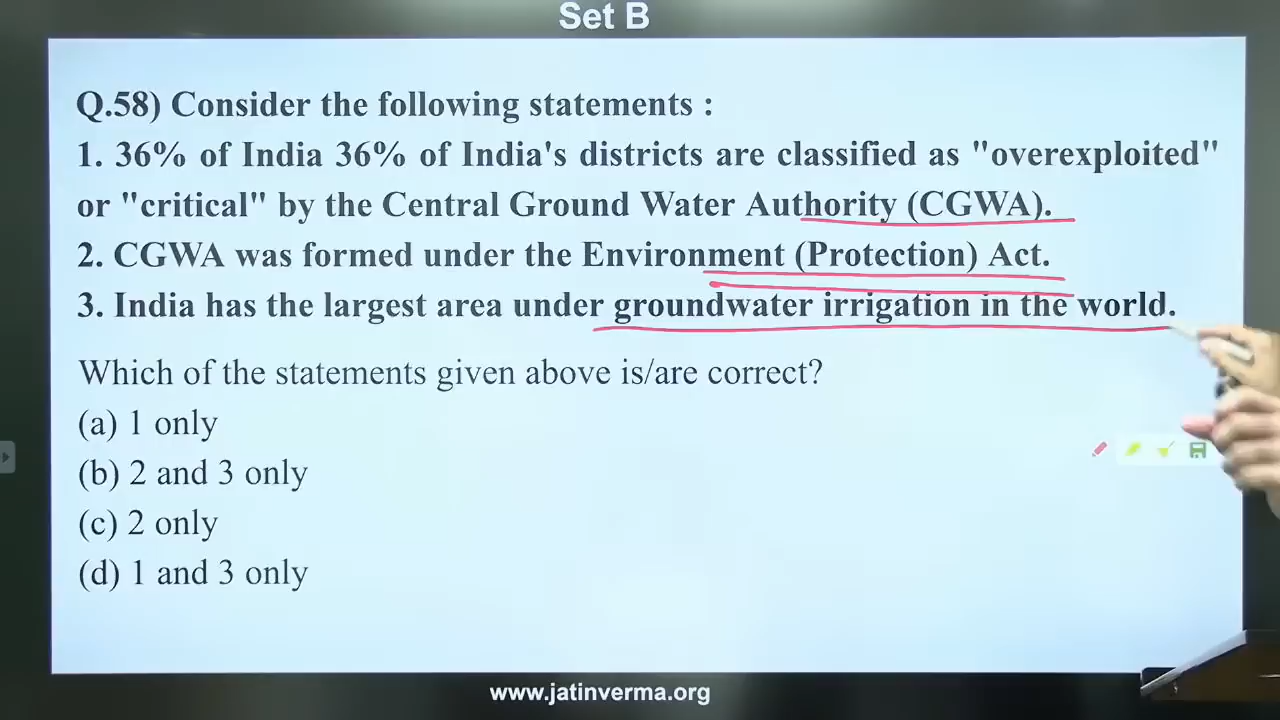 Set B
Q.58) Consider the following statements :
1. 36% of India 36% of India's districts are classified as "overexploited"
or "critical" by the Central Ground Water Authority (CGWA).
2. CGWA was formed under the Environment (Protection) Act.
3. India has the largest area under groundwater irrigation in the world.
Which of the statements given above is/are correct?
(a) 1 only
(b) 2 and 3 only
(c) 2 only
(d) 1 and 3 only
www.jatinverma.org